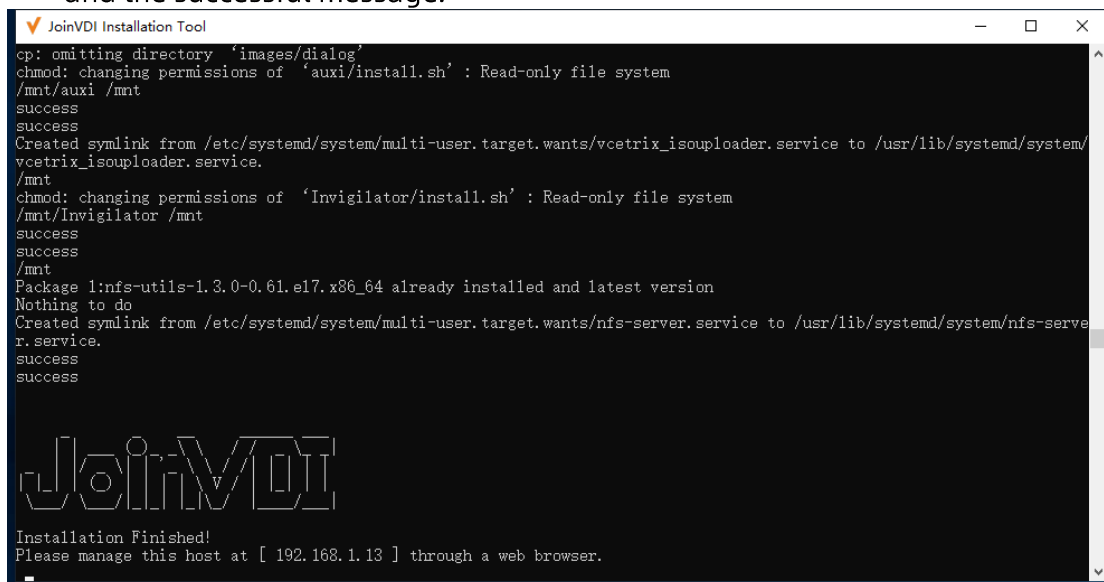 and the successful message.
JoinVDI Installation Tool
cp: omitting directory ‘images/dialog’
chmod: changing permissions of ‘auxi/install.sh’: Read-only file system
/mnt/auxi /mnt
success
success
Created symlink from /etc/systemd/system/multi-user.target.wants/vcetrix_isouploader.service to /usr/lib/systemd/system/
vcetrix_isouploader.service.
/mnt
chmod: changing permissions of ‘Invigilator/install.sh’: Read-only file system
/mnt/Invigilator /mnt
success
success
/mnt
Package 1:nfs-utils-1.3.0-0.61.el7.x86_64 already installed and latest version
Nothing to do
Created symlink from /etc/systemd/system/multi-user.target.wants/nfs-server.service to /usr/lib/systemd/system/nfs-serve
r.service.
success
success
JoinVDI
Installation Finished!
Please manage this host at [ 192.168.1.13 ] through a web browser.